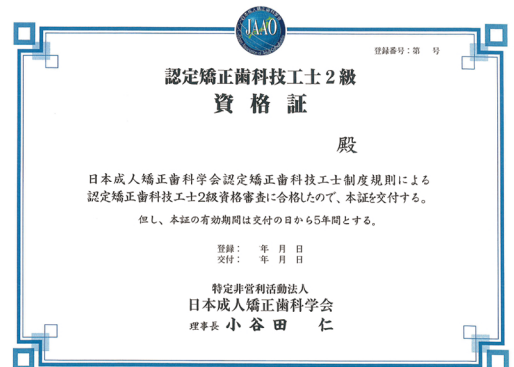 JAAO
登録番号：第　号
認定矯正歯科技工士2級
資格証
殿
日本成人矯正歯科学会認定矯正歯科技工士制度規則による
認定矯正歯科技工士2級資格審査に合格したので、本証を交付する。
但し、本証の有効期間は交付の日から5年間とする。
登録：　年　月　日
交付：　年　月　日
特定非営利活動法人
日本成人矯正歯科学会
理事長 小谷田　仁